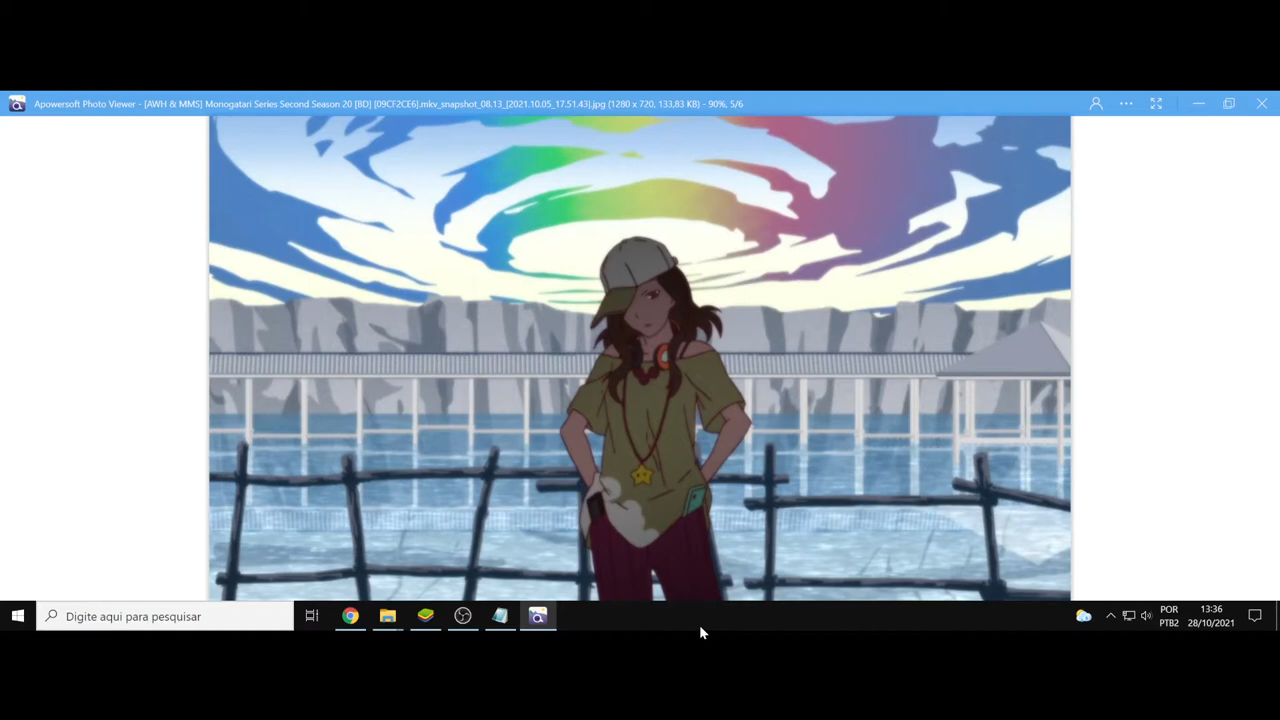 Apowersoft Photo Viewer - [AWH & MMS] Monogatari Series Second Season 20 [BD] [09CF2CE6].mkv_snapshot_08.13_[2021.10.05_17.51.43].jpg (1280 x 720, 133,83 KB) - 90%, 5/6
Digite aqui para pesquisar
POR
PTB2
13:36
28/10/2021